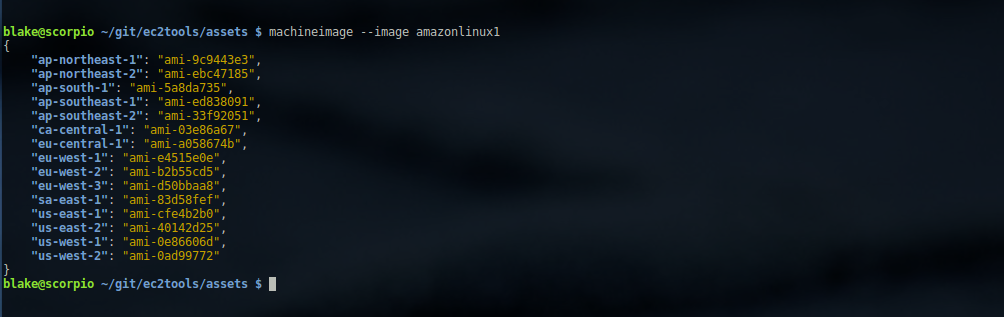 blake@scorpio ~/git/ec2tools/assets $ machineimage --image amazonlinux1
{
    "ap-northeast-1": "ami-9c9443e3",
    "ap-northeast-2": "ami-ebc47185",
    "ap-south-1": "ami-5a8da735",
    "ap-southeast-1": "ami-ed838091",
    "ap-southeast-2": "ami-33f92051",
    "ca-central-1": "ami-03e86a67",
    "eu-central-1": "ami-a058674b",
    "eu-west-1": "ami-e4515e0e",
    "eu-west-2": "ami-b2b55cd5",
    "eu-west-3": "ami-d50bbaa8",
    "sa-east-1": "ami-83d58fef",
    "us-east-1": "ami-cfe4b2b0",
    "us-east-2": "ami-40142d25",
    "us-west-1": "ami-0e86606d",
    "us-west-2": "ami-0ad99772"
}
blake@scorpio ~/git/ec2tools/assets $